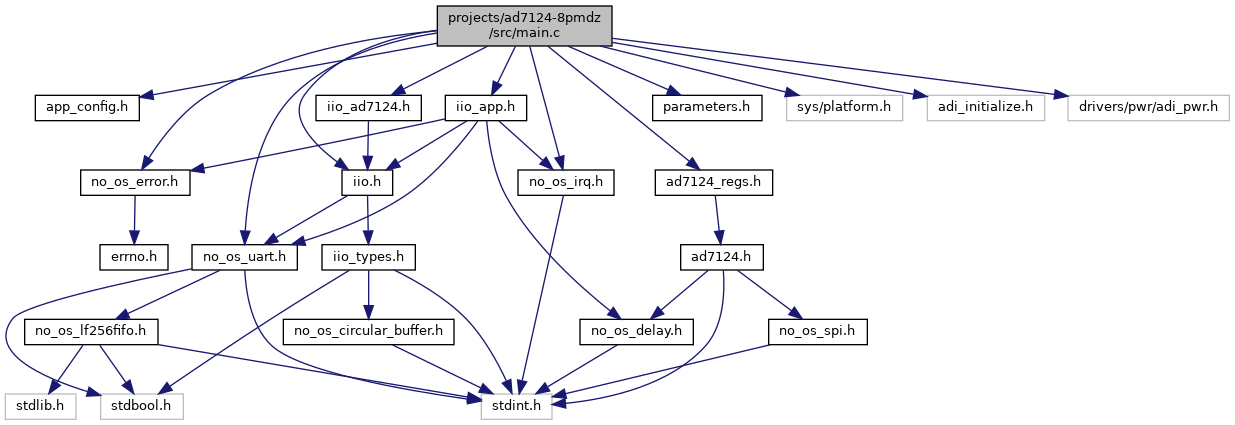 projects/ad7124-8pmdz
/src/main.c
app_config.h
iio_ad7124.h
iio_app.h
parameters.h
sys/platform.h
adi_initialize.h
drivers/pwr/adi_pwr.h
no_os_error.h
iio.h
no_os_irq.h
ad7124_regs.h
errno.h
no_os_uart.h
iio_types.h
ad7124.h
no_os_lf256fifo.h
no_os_circular_buffer.h
no_os_delay.h
no_os_spi.h
stdlib.h
stdbool.h
stdint.h